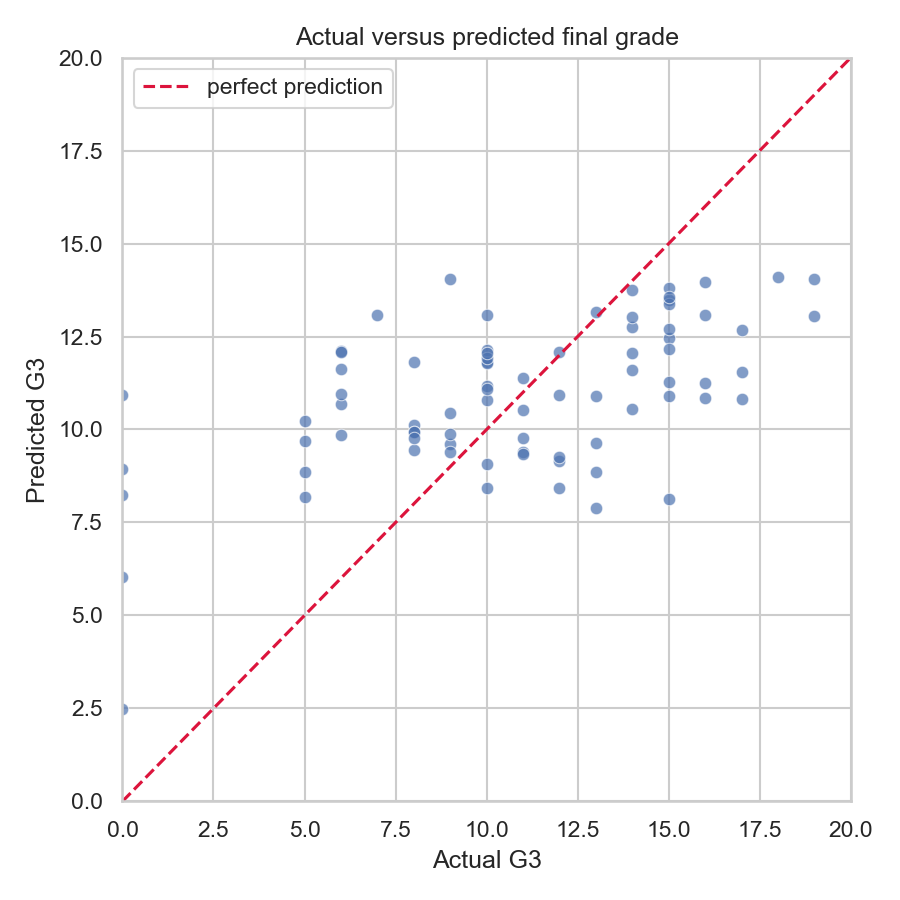 Actual versus predicted final grade
perfect prediction
20.0
17.5
15.0
12.5
10.0
7.5
5.0
2.5
0.0
Predicted G3
0.0 2.5 5.0 7.5 10.0 12.5 15.0 17.5 20.0
Actual G3